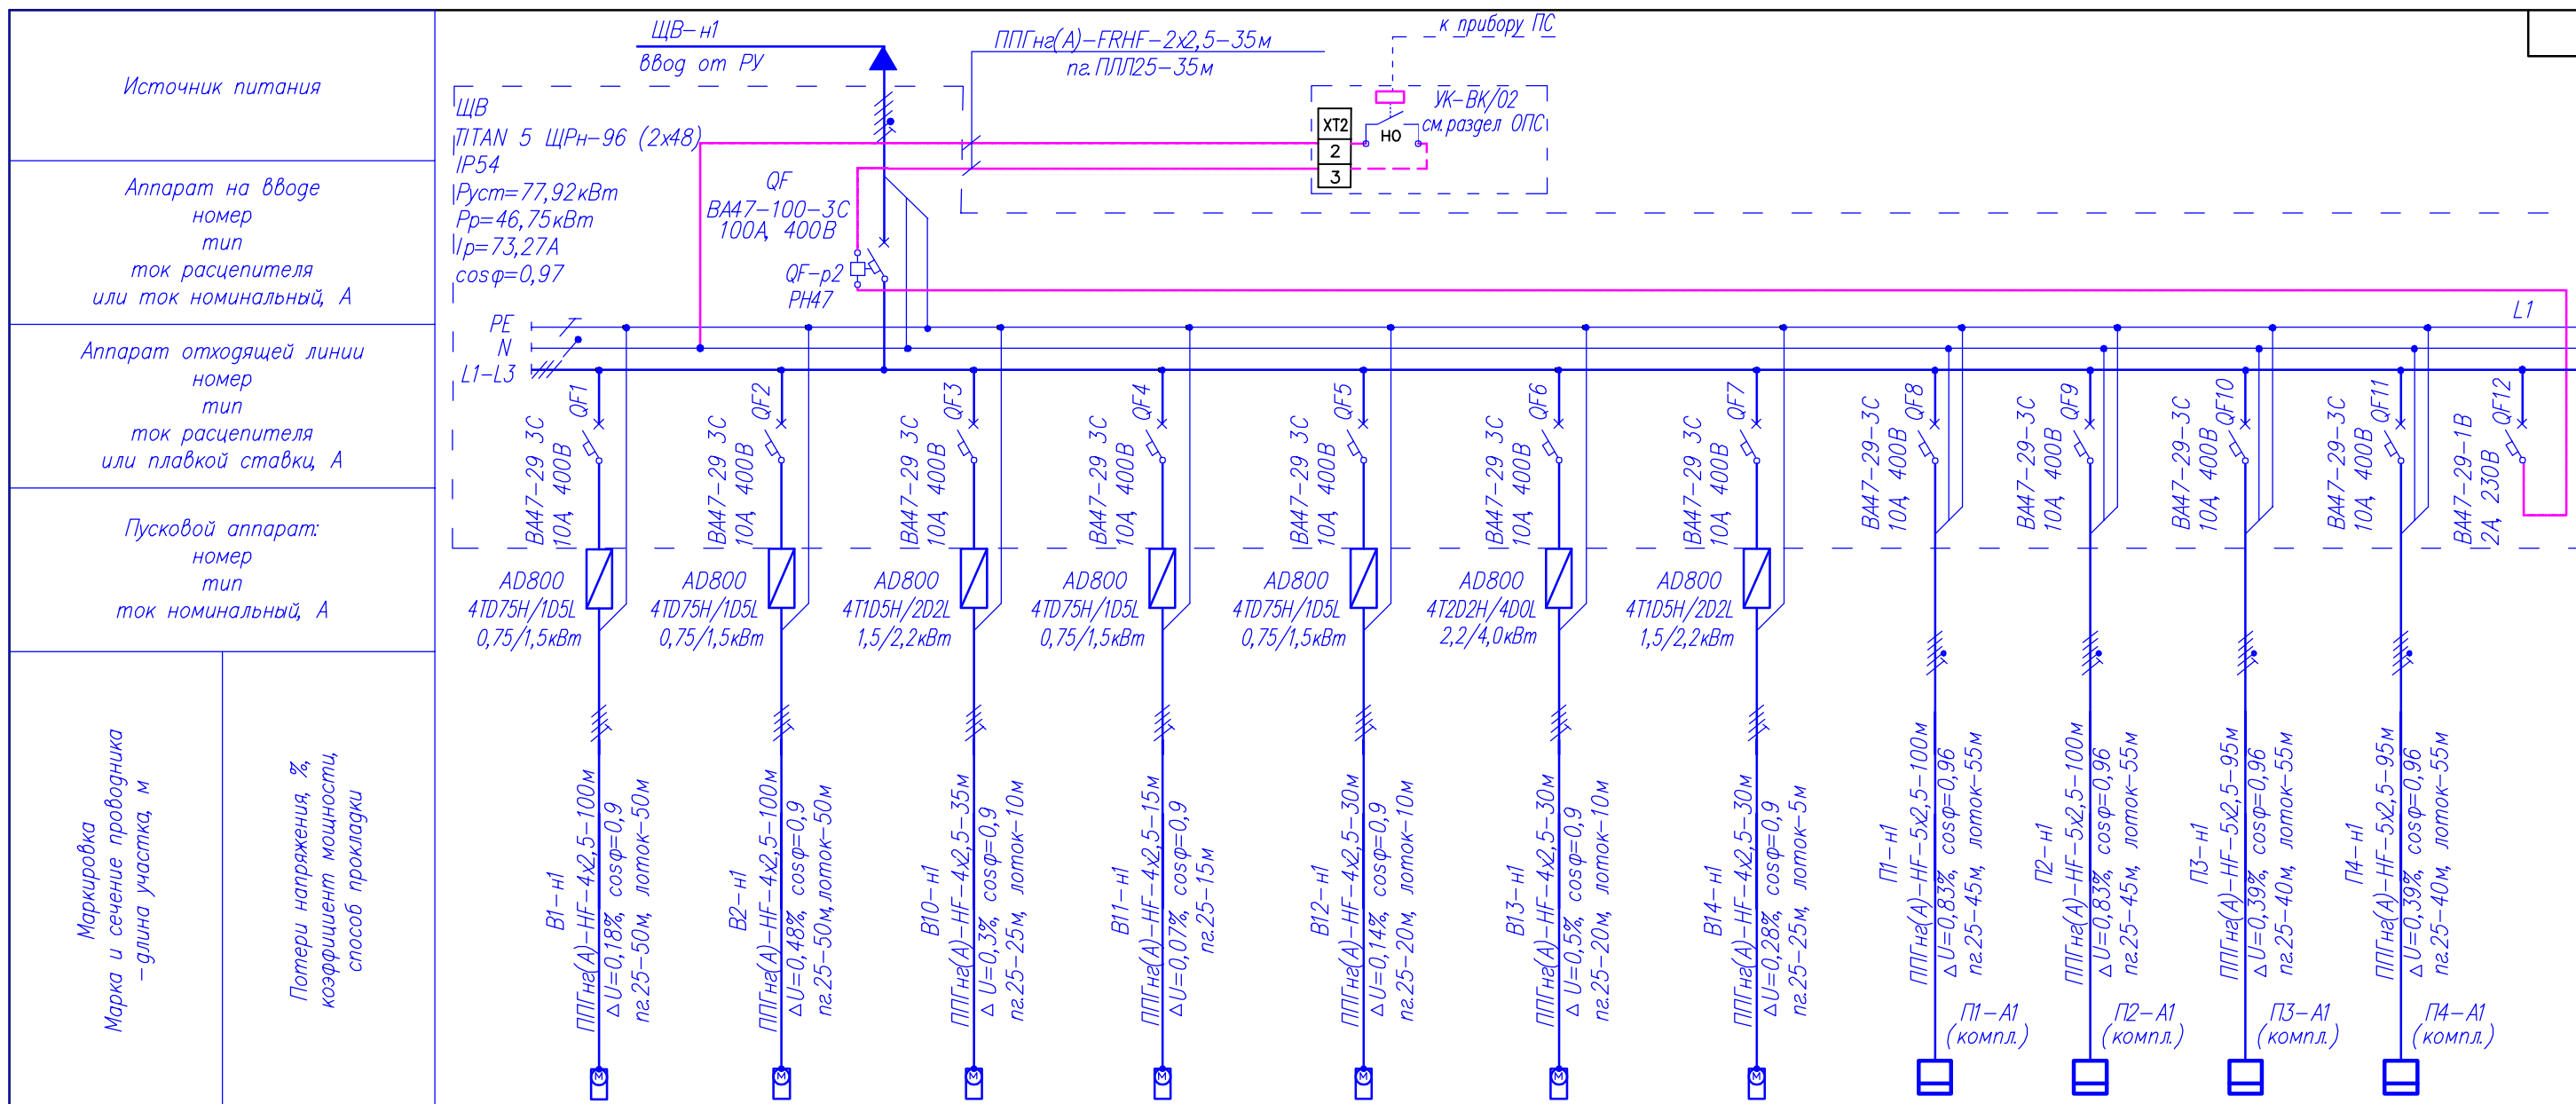 Источник питания
Аппарат на вводе
номер
тип
ток расцепителя
или ток номинальный, А
Аппарат отходящей линии
номер
тип
ток расцепителя
или плавкой ставки, А
Пусковой аппарат:
номер
тип
ток номинальный, А
Маркировка
Марка и сечение проводника
-длина участка, м
Потери напряжения, %,
коэффициент мощности,
способ прокладки
ЩВ-н1
ввод от РУ
ППГнг(А)-FRHF-2х2,5-35м
пг.ПЛЛ25-35м
к прибору ПС
УК-ВК/02
см.раздел ОПС
ХТ2
2
3
НО
ЩВ
TITAN 5 ЩРн-96 (2х48)
IP54
Руст=77,92кВт
Рр=46,75кВт
Iр=73,27А
cosφ=0,97
QF
ВА47-100-3С
100А, 400В
QF-р2
РН47
L1
PE
N
L1-L3
QF1
ВА47-29 3С
10А, 400В
QF2
ВА47-29 3С
10А, 400В
QF3
ВА47-29 3С
10А, 400В
QF4
ВА47-29 3С
10А, 400В
QF5
ВА47-29 3С
10А, 400В
QF6
ВА47-29 3С
10А, 400В
QF7
ВА47-29 3С
10А, 400В
QF8
ВА47-29-3С
10А, 400В
QF9
ВА47-29-3С
10А, 400В
QF10
ВА47-29-3С
10А, 400В
QF11
ВА47-29-3С
10А, 400В
QF12
ВА47-29-1В
2А, 230В
AD800
4TD75H/1D5L
0,75/1,5кВт
AD800
4TD75H/1D5L
0,75/1,5кВт
AD800
4T1D5H/2D2L
1,5/2,2кВт
AD800
4TD75H/1D5L
0,75/1,5кВт
AD800
4TD75H/1D5L
0,75/1,5кВт
AD800
4T2D2H/4D0L
2,2/4,0кВт
AD800
4T1D5H/2D2L
1,5/2,2кВт
В1-н1
ППГнг(А)-HF-4х2,5-100м
ΔU=0,18%, cosφ=0,9
пг.25-50м, лоток-50м
В2-н1
ППГнг(А)-HF-4х2,5-100м
ΔU=0,48%, cosφ=0,9
пг.25-50м,лоток-50м
В10-н1
ППГнг(А)-HF-4х2,5-35м
ΔU=0,3%, cosφ=0,9
пг.25-25м, лоток-10м
В11-н1
ППГнг(А)-HF-4х2,5-15м
ΔU=0,07%, cosφ=0,9
пг.25-15м
В12-н1
ППГнг(А)-HF-4х2,5-30м
ΔU=0,14%, cosφ=0,9
пг.25-20м, лоток-10м
В13-н1
ППГнг(А)-HF-4х2,5-30м
ΔU=0,5%, cosφ=0,9
пг.25-20м, лоток-10м
В14-н1
ППГнг(А)-HF-4х2,5-30м
ΔU=0,28%, cosφ=0,9
пг.25-25м, лоток-5м
П1-н1
ППГнг(А)-HF-5х2,5-100м
ΔU=0,83%, cosφ=0,96
пг.25-45м, лоток-55м
П2-н1
ППГнг(А)-HF-5х2,5-100м
ΔU=0,83%, cosφ=0,96
пг.25-45м, лоток-55м
П3-н1
ППГнг(А)-HF-5х2,5-95м
ΔU=0,39%, cosφ=0,96
пг.25-40м, лоток-55м
П4-н1
ППГнг(А)-HF-5х2,5-95м
ΔU=0,39%, cosφ=0,96
пг.25-40м, лоток-55м
П1-А1
(компл.)
П2-А1
(компл.)
П3-А1
(компл.)
П4-А1
(компл.)
М
М
М
М
М
М
М